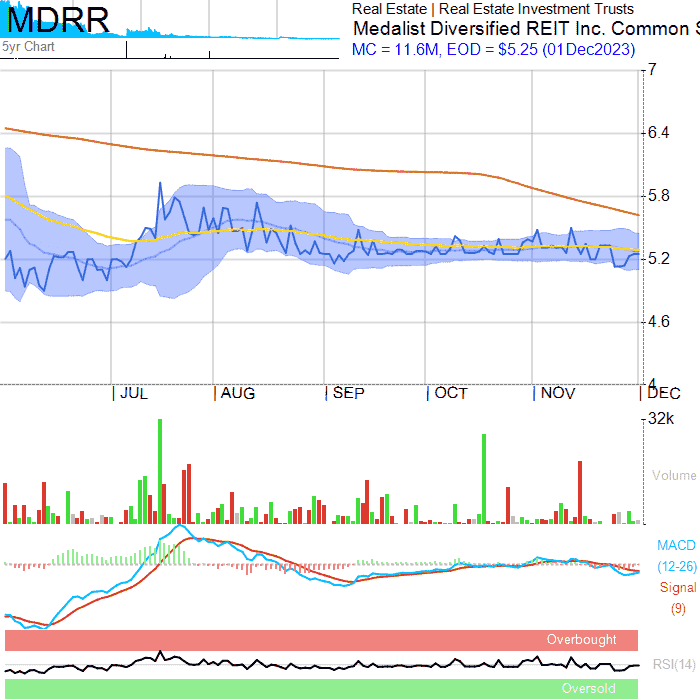 MDRR
5yr Chart
Real Estate | Real Estate Investment Trusts
Medalist Diversified REIT Inc. Common S
MC = 11.6M, EOD = $5.25 (01Dec2023)
7
6.4
5.8
5.2
4.6
4
JUL AUG SEP OCT NOV DEC
32k
Volume
MACD
(12-26)
Signal
(9)
Overbought
RSI(14)
Oversold